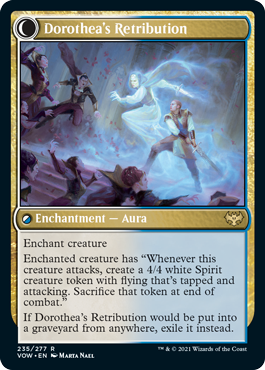 Dorothea's Retribution
Enchantment — Aura
Enchant creature
Enchanted creature has "Whenever this
creature attacks, create a 4/4 white Spirit
creature token with flying that's tapped and
attacking. Sacrifice that token at end of
combat."
If Dorothea's Retribution would be put into
a graveyard from anywhere, exile it instead.
235/277 R
VOW • EN MARTA NAEL
™ & © 2021 Wizards of the Coast